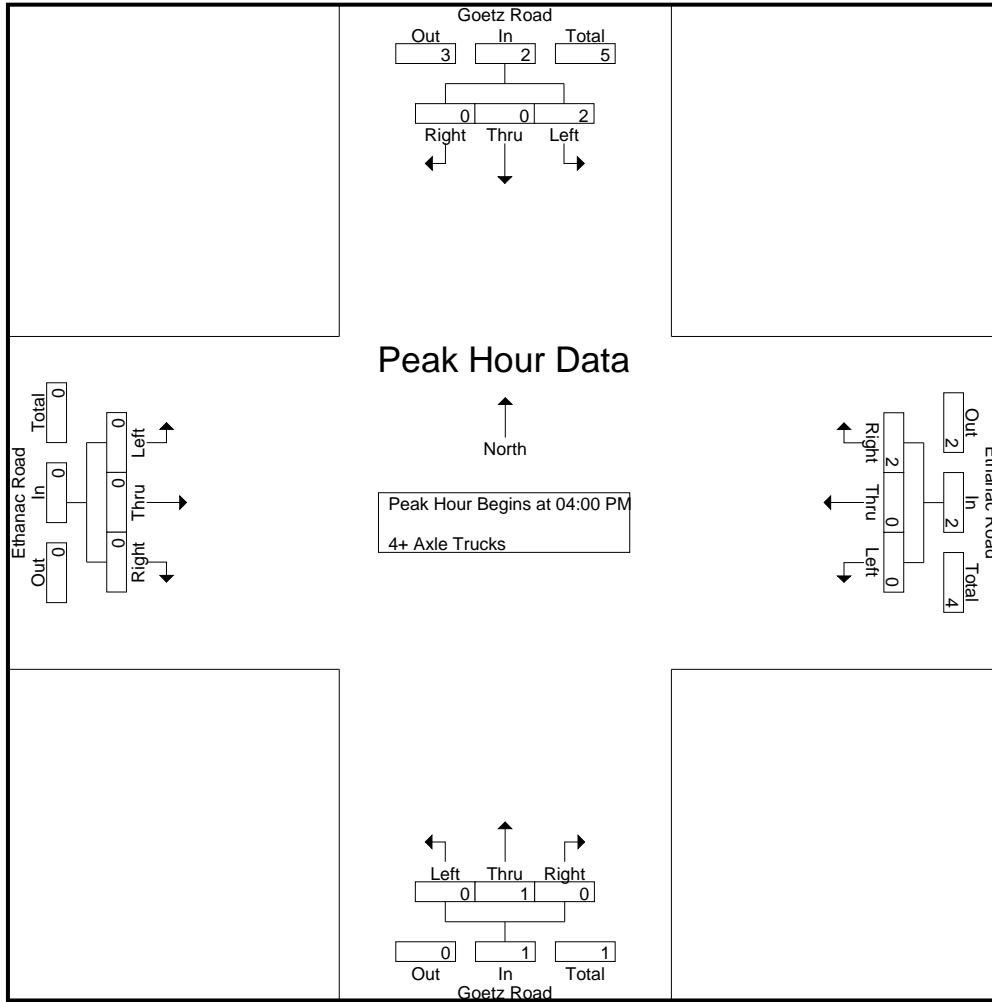 Goetz Road
Out In Total
3 2 5
0 0 2
Right Thru Left
Peak Hour Data
North
Peak Hour Begins at 04:00 PM
4+ Axle Trucks
Ethanac Road
Total In Out
0 0 0
0 0 0
Left Thru Right
Ethanac Road
Out In Total
2 2 4
2 0 0
Right Thru Left
Left Thru Right
0 1 0
0 1 1
Out In Total
Goetz Road